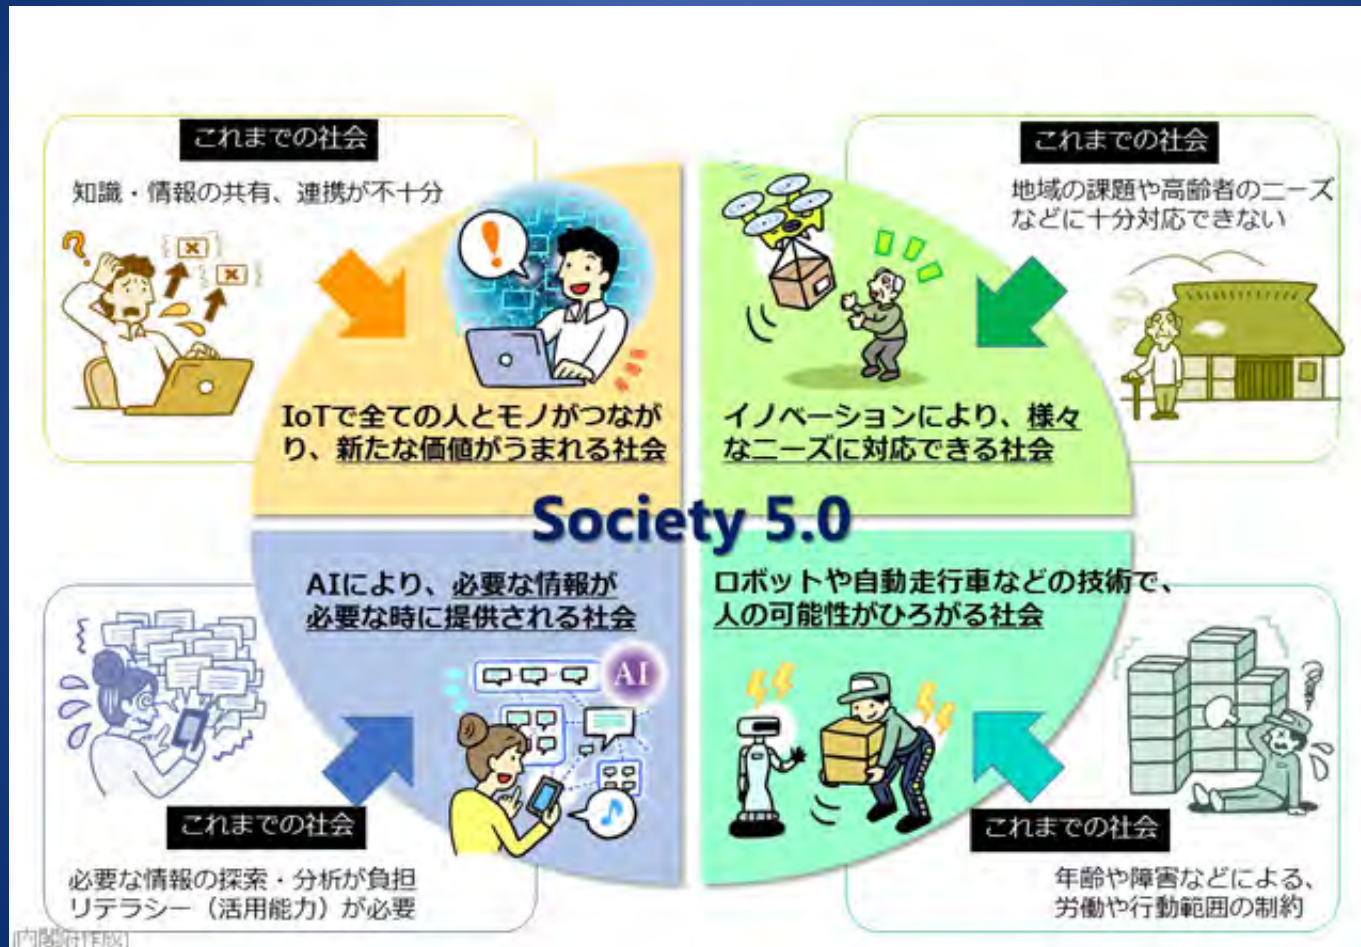 これまでの社会
知識・情報の共有、連携が不十分
IoTで全ての人とモノがつなが
り、新たな価値がうまれる社会
これまでの社会
地域の課題や高齢者のニーズ
などに十分対応できない
イノベーションにより、様々
なニーズに対応できる社会
Society 5.0
AIにより、必要な情報が
必要な時に提供される社会
AI
これまでの社会
必要な情報の探索・分析が負担
リテラシー（活用能力）が必要
ロボットや自動走行車などの技術で、
人の可能性がひろがる社会
これまでの社会
年齢や障害などによる、
労働や行動範囲の制約
[内閣府作成]